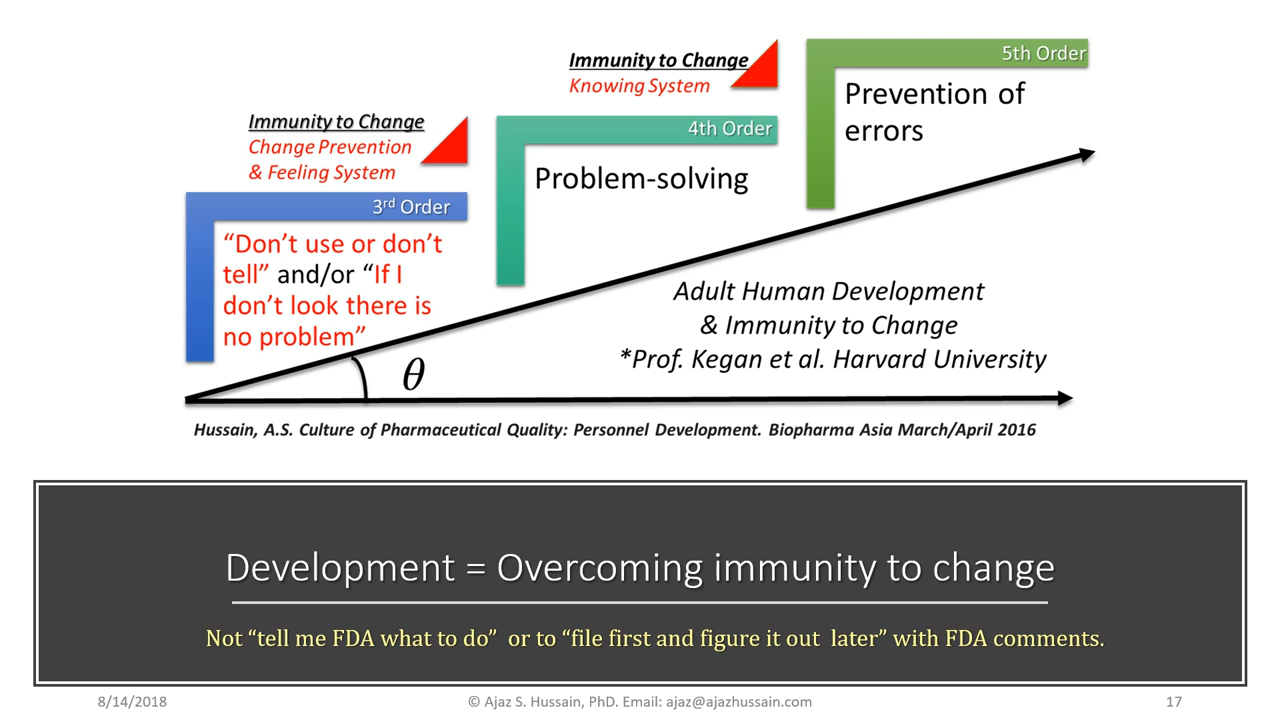 Immunity to Change
Knowing System
5th Order
Prevention of
errors
Immunity to Change
Change Prevention
& Feeling System
4th Order
Problem-solving
3rd Order
“Don’t use or don’t
tell” and/or “If I
don’t look there is
no problem”
θ
Adult Human Development
& Immunity to Change
*Prof. Kegan et al. Harvard University
Hussain, A.S. Culture of Pharmaceutical Quality: Personnel Development. Biopharma Asia March/April 2016
Development = Overcoming immunity to change
Not “tell me FDA what to do” or to “file first and figure it out later” with FDA comments.
8/14/2018
© Ajaz S. Hussain, PhD. Email: ajaz@ajazhussain.com
17